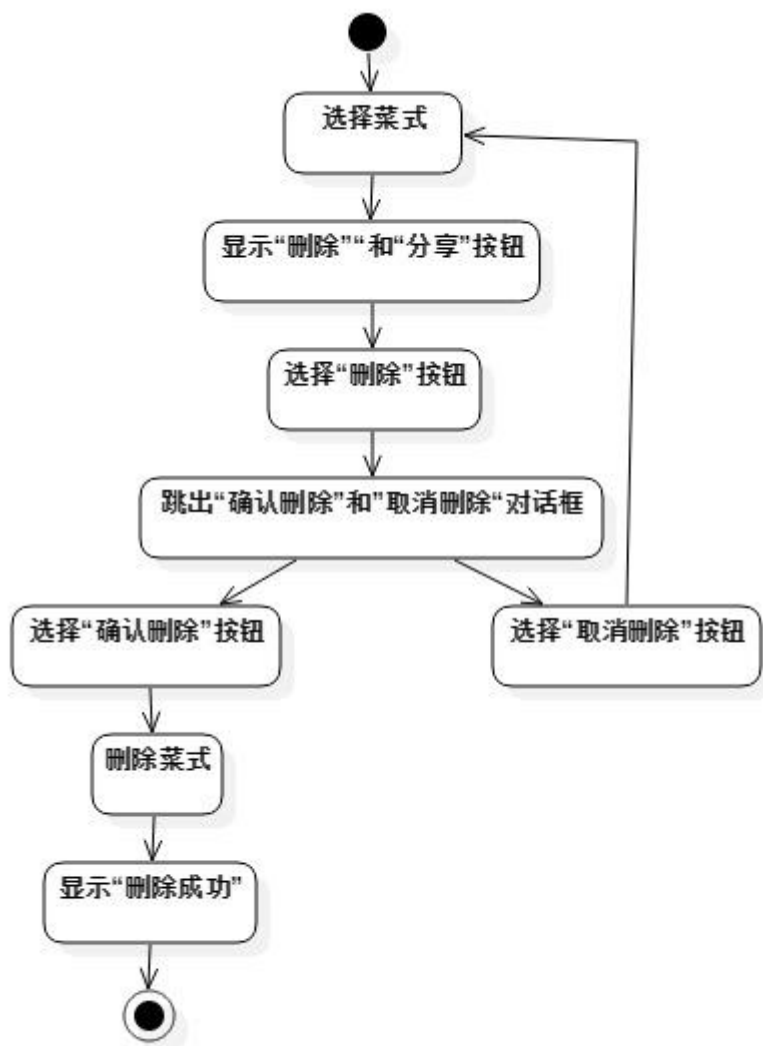 选择菜式
显示“删除”“和“分享”按钮
选择“删除”按钮
跳出“确认删除”和”取消删除“对话框
选择“确认删除”按钮
选择“取消删除”按钮
删除菜式
显示“删除成功”